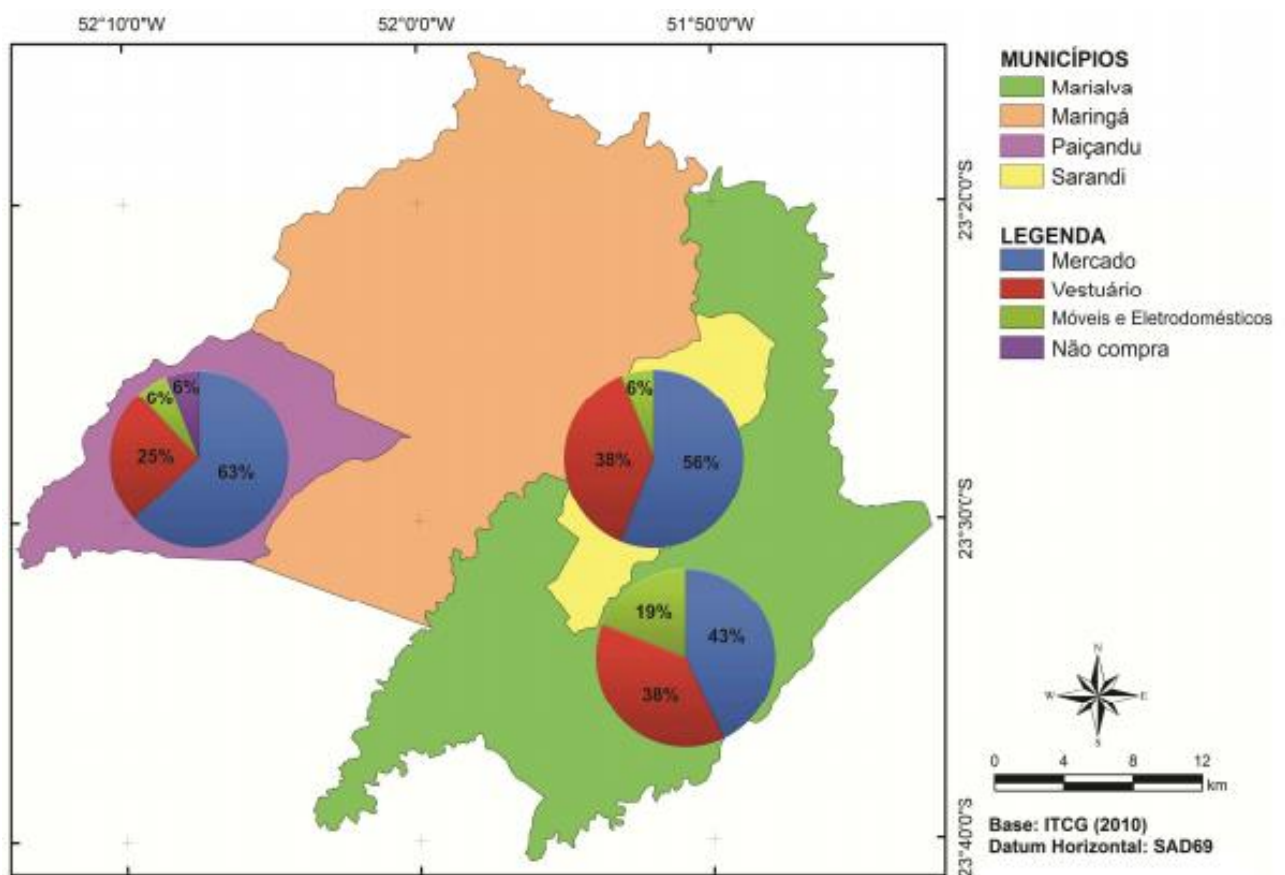 52°10'0"W 52°0'0"W 51°50'0"W
MUNICÍPIOS
Marialva
Maringá
Paiçandu
Sarandi
LEGENDA
Mercado
Vestuário
Móveis e Eletrodomésticos
Não compra
23°20'0"S
23°30'0"S
23°40'0"S
6% 6%
25% 63%
6%
38% 56%
19% 43%
38%
N
W E
S
0 4 8 12
km
Base: ITCG (2010)
Datum Horizontal: SAD69